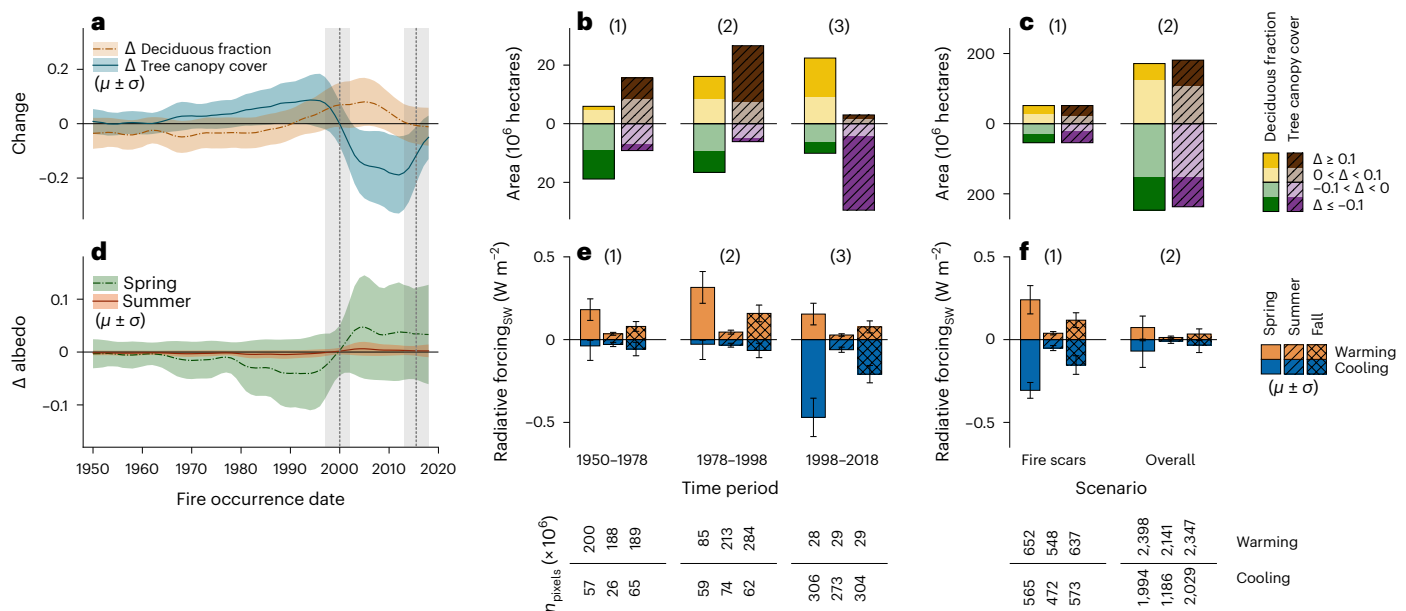 a
Δ Deciduous fraction
Δ Tree canopy cover
(μ ± σ)
0.2
0
−0.2
Change
b
(1)
(2)
(3)
20
0
20
Area (10⁶ hectares)
c
(1)
(2)
200
0
200
Area (10⁶ hectares)
Deciduous fraction
Tree canopy cover
Δ ≥ 0.1
0 < Δ < 0.1
−0.1 < Δ < 0
Δ ≤ −0.1
d
Spring
Summer
(μ ± σ)
0.1
0
−0.1
Δ albedo
1950 1960 1970 1980 1990 2000 2010 2020
Fire occurrence date
e
(1)
(2)
(3)
0.5
0
−0.5
Radiative forcing_SW (W m⁻²)
1950–1978
1978–1998
1998–2018
Time period
f
(1)
(2)
0.5
0
−0.5
Radiative forcing_SW (W m⁻²)
Fire scars
Overall
Scenario
Spring
Summer
Fall
Warming
Cooling
(μ ± σ)
n_pixels (×10⁶)
200 188 189 85 213 284 28 29 29 652 548 637 2,398 2,141 2,347 Warming
57 26 65 59 74 62 306 273 304 565 472 573 1,994 1,186 2,029 Cooling